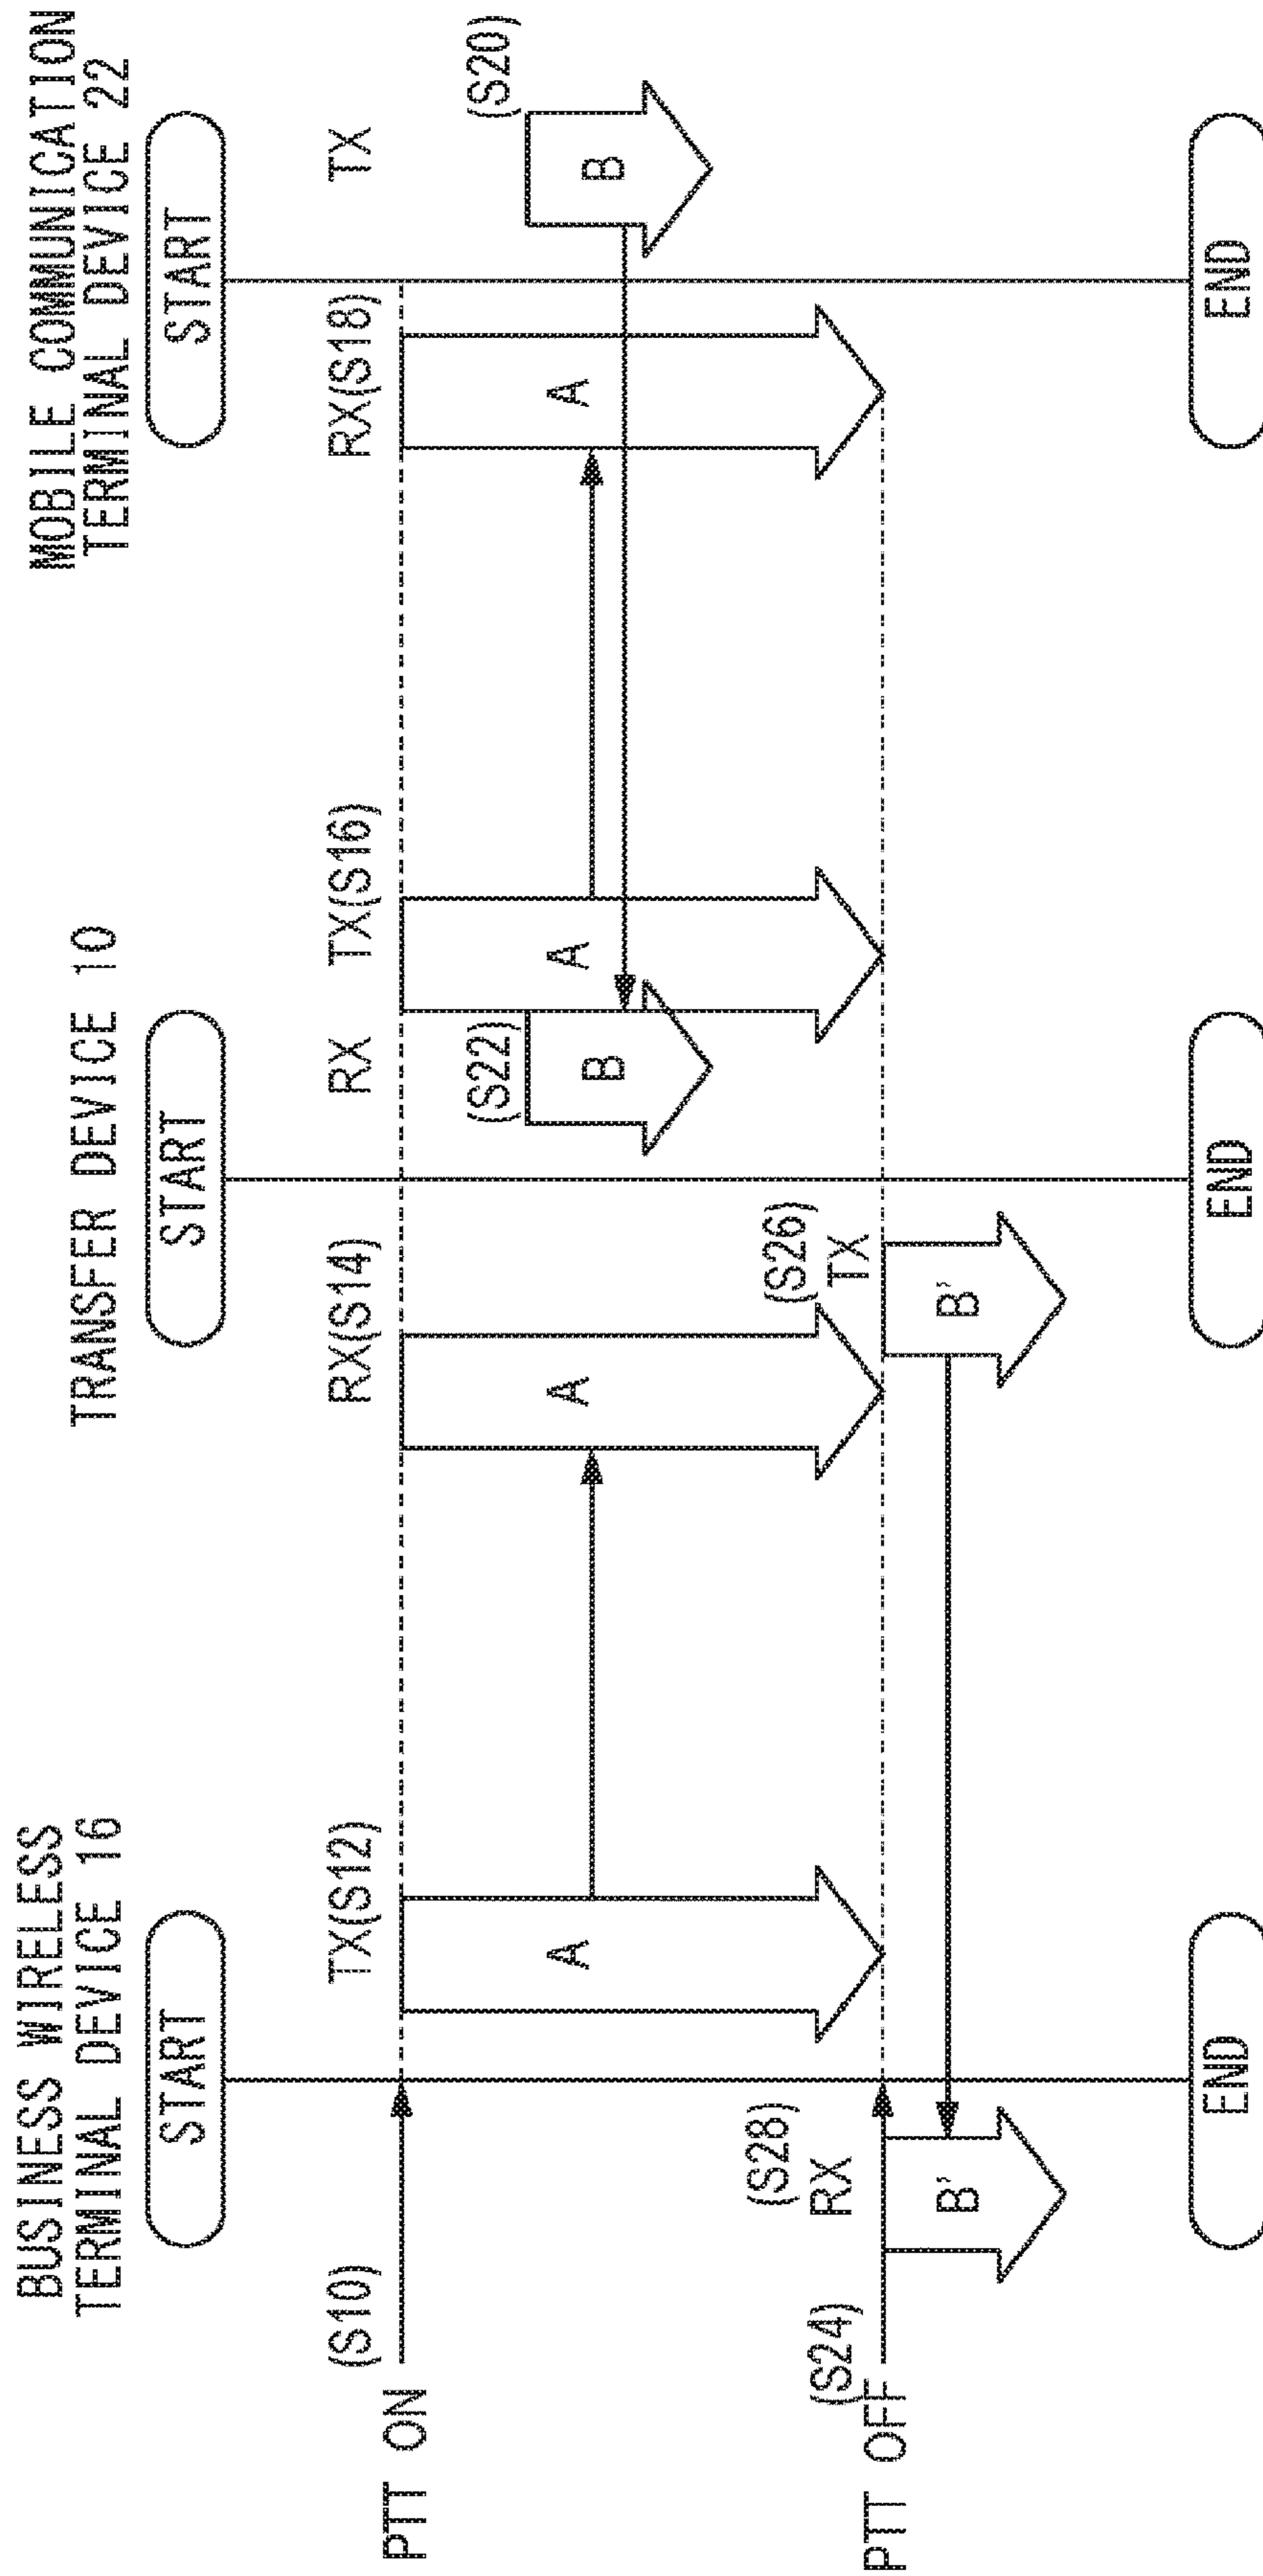 BUSINESS WIRELESS
TERMINAL DEVICE 16
TRANSFER DEVICE 10
MOBILE COMMUNICATION
TERMINAL DEVICE 22
START
START
START
(S10)
PTT ON
TX(S12)
RX(S14)
RX
TX(S16)
RX(S18)
TX
(S22)
(S20)
A
A
A
A
B
B
(S24)
PTT OFF
(S28)
RX
(S26)
TX
B'
B'
END
END
END